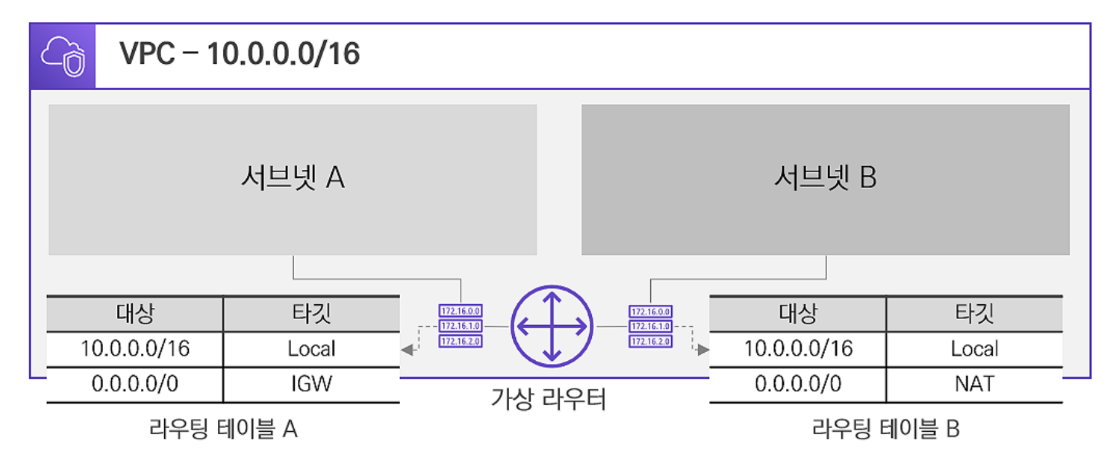 VPC – 10.0.0.0/16
서브넷 A
서브넷 B
대상 타깃
10.0.0.0/16 Local
0.0.0.0/0 IGW
라우팅 테이블 A
172.16.0.0
172.16.1.0
172.16.2.0
가상 라우터
172.16.0.0
172.16.1.0
172.16.2.0
대상 타깃
10.0.0.0/16 Local
0.0.0.0/0 NAT
라우팅 테이블 B